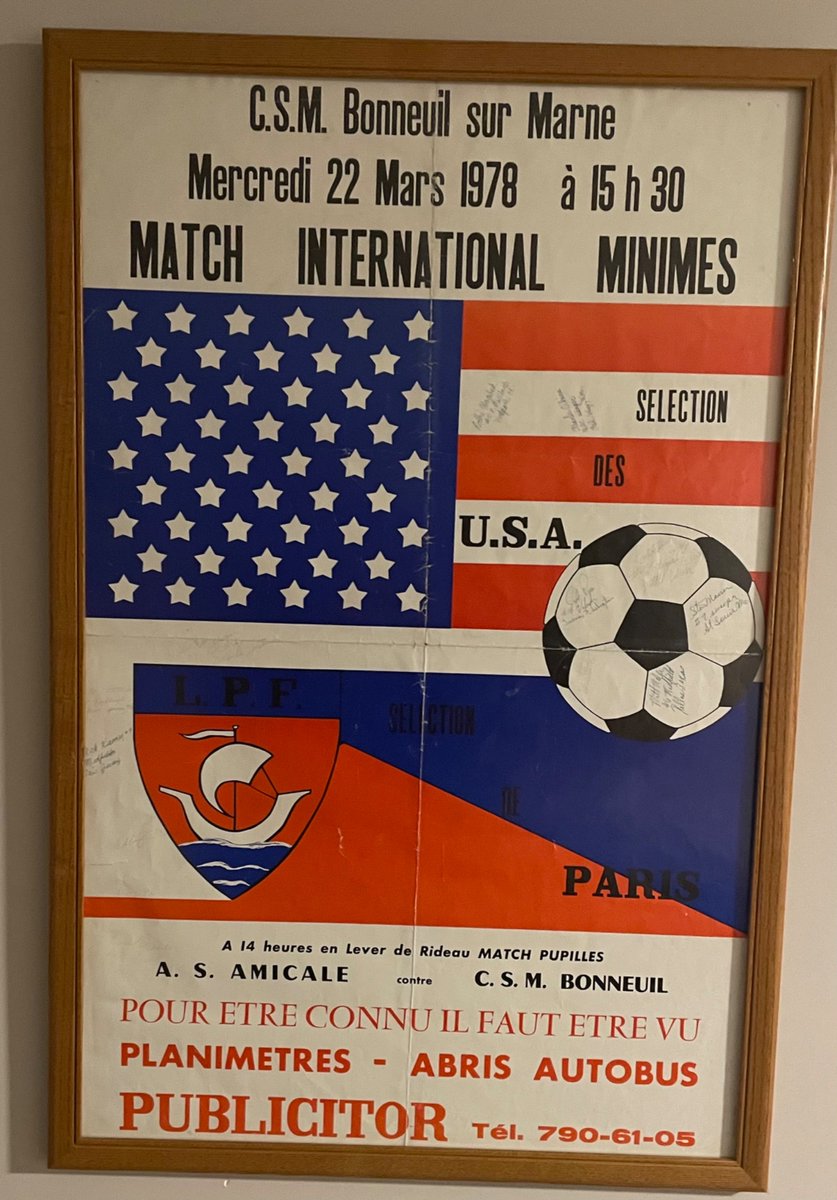 C.S.M. Bonneuil sur Marne
Mercredi 22 Mars 1978 à 15 h 30
MATCH INTERNATIONAL MINIMES
SELECTION
DES
U.S.A.
L. P. F.
SELECTION
DE
PARIS
A 14 heures en Lever de Rideau MATCH PUPILLES
A. S. AMICALE contre C. S. M. BONNEUIL
POUR ETRE CONNU IL FAUT ETRE VU
PLANIMETRES - ABRIS AUTOBUS
PUBLICITOR Tél. 790-61-05